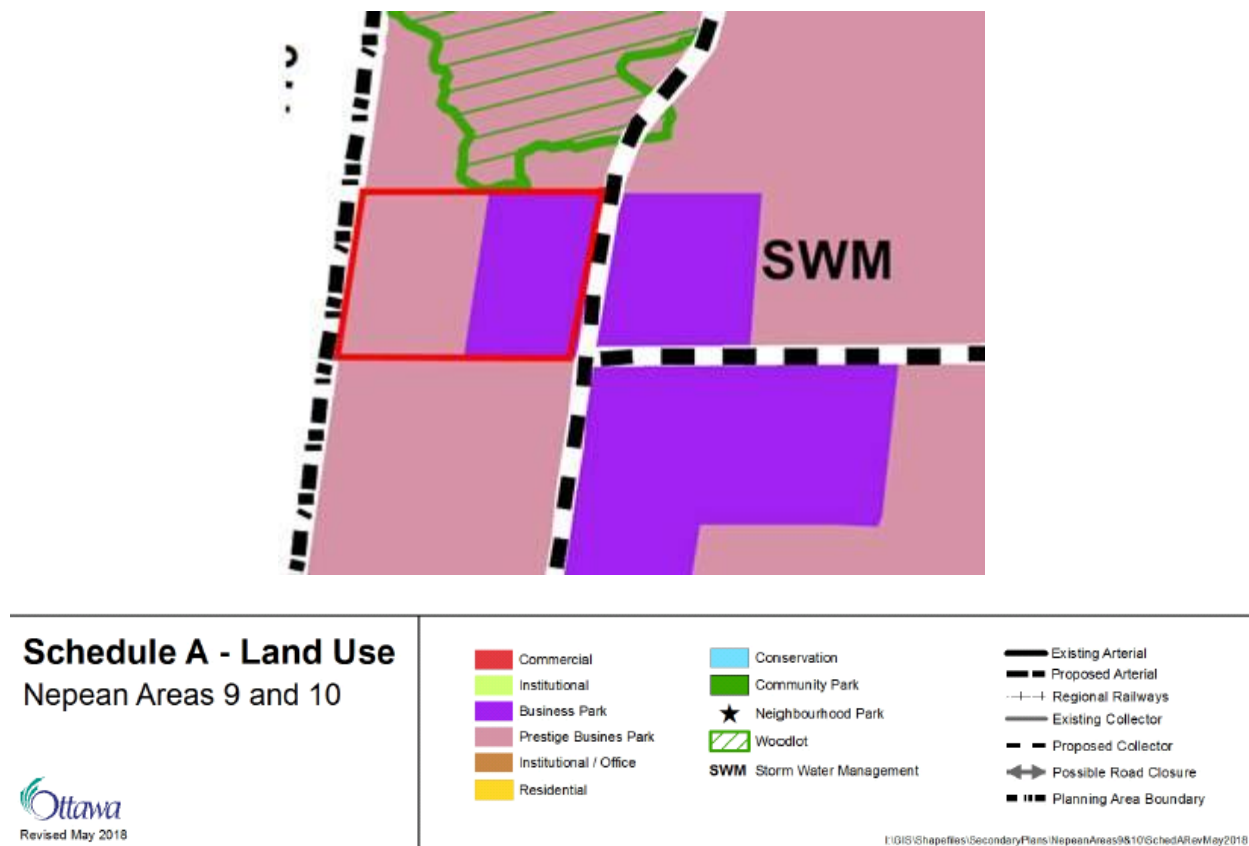 SWM
Schedule A - Land Use
Nepean Areas 9 and 10
Ottawa
Revised May 2018
Commercial
Institutional
Business Park
Prestige Busines Park
Institutional / Office
Residential
Conservation
Community Park
Neighbourhood Park
Woodlot
SWM Storm Water Management
Existing Arterial
Proposed Arterial
Regional Railways
Existing Collector
Proposed Collector
Possible Road Closure
Planning Area Boundary
I:\GIS\Shapefiles\SecondaryPlans\NepeanAreas9&10\SchedARevMay2018